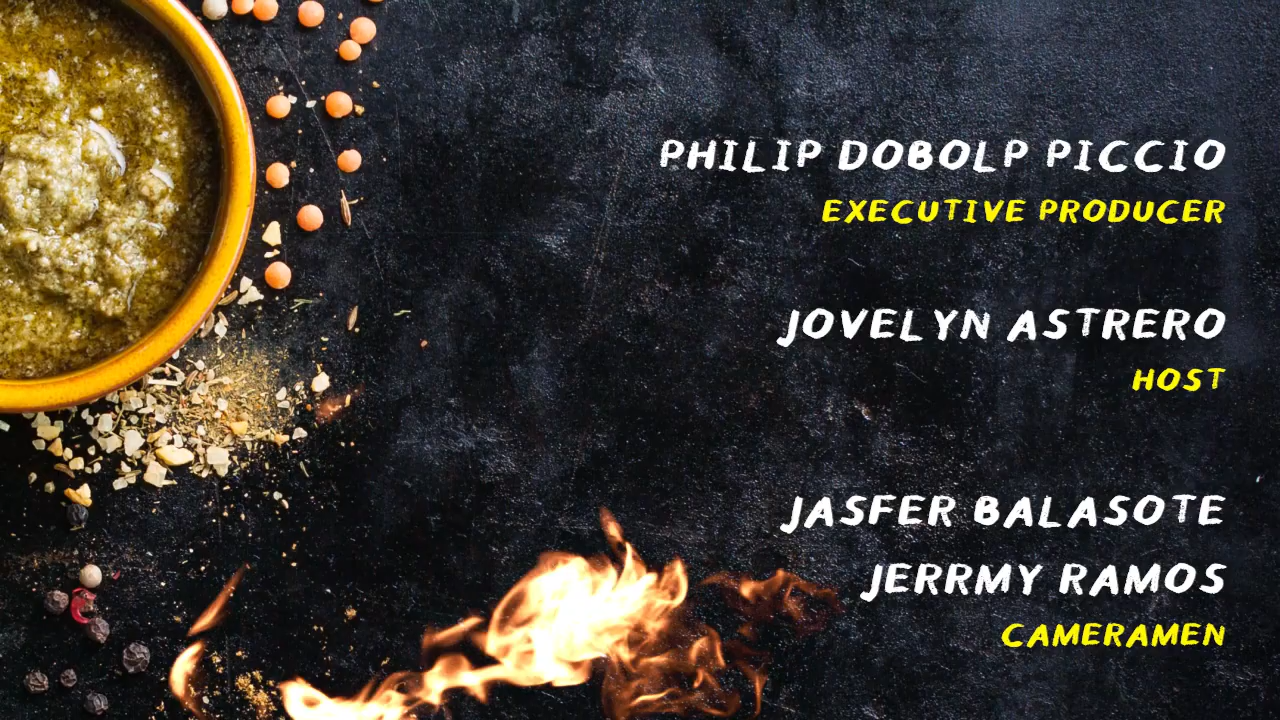 PHILIP DOBOLP PICCIO
EXECUTIVE PRODUCER
JOVELYN ASTRERO
HOST
JASFER BALASOTE
JERRMY RAMOS
CAMERAMEN